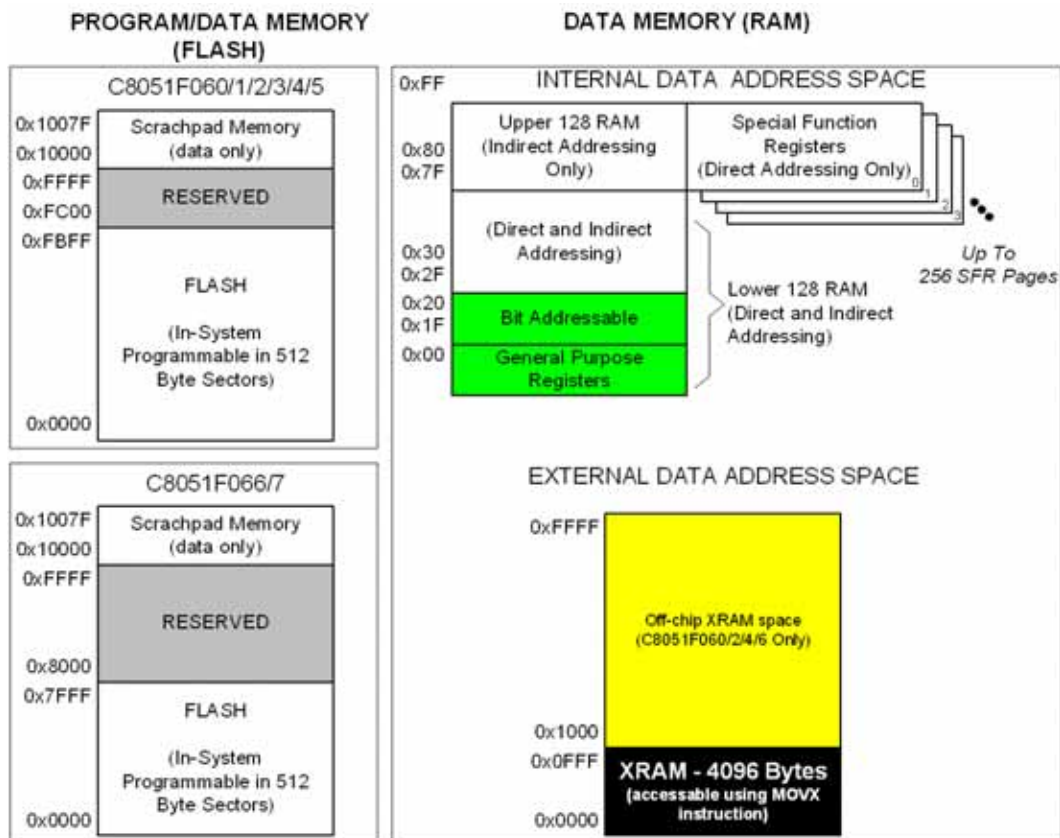 PROGRAM/DATA MEMORY
(FLASH)
C8051F060/1/2/3/4/5
0x1007F
0x10000
Scrachpad Memory
(data only)
0xFFFF
0xFC00
RESERVED
0xFBFF
FLASH
(In-System
Programmable in 512
Byte Sectors)
0x0000
C8051F066/7
0x1007F
0x10000
Scrachpad Memory
(data only)
0xFFFF
RESERVED
0x8000
0x7FFF
FLASH
(In-System
Programmable in 512
Byte Sectors)
0x0000
DATA MEMORY (RAM)
INTERNAL DATA ADDRESS SPACE
0xFF
Upper 128 RAM
(Indirect Addressing
Only)
0x80
0x7F
Special Function
Registers
(Direct Addressing Only)
0
1
2
3
Up To
256 SFR Pages
(Direct and Indirect
Addressing)
0x30
0x2F
0x20
0x1F
Bit Addressable
0x00
General Purpose
Registers
Lower 128 RAM
(Direct and Indirect
Addressing)
EXTERNAL DATA ADDRESS SPACE
0xFFFF
Off-chip XRAM space
(C8051F060/2/4/6 Only)
0x1000
0x0FFF
XRAM - 4096 Bytes
(accessable using MOVX
instruction)
0x0000